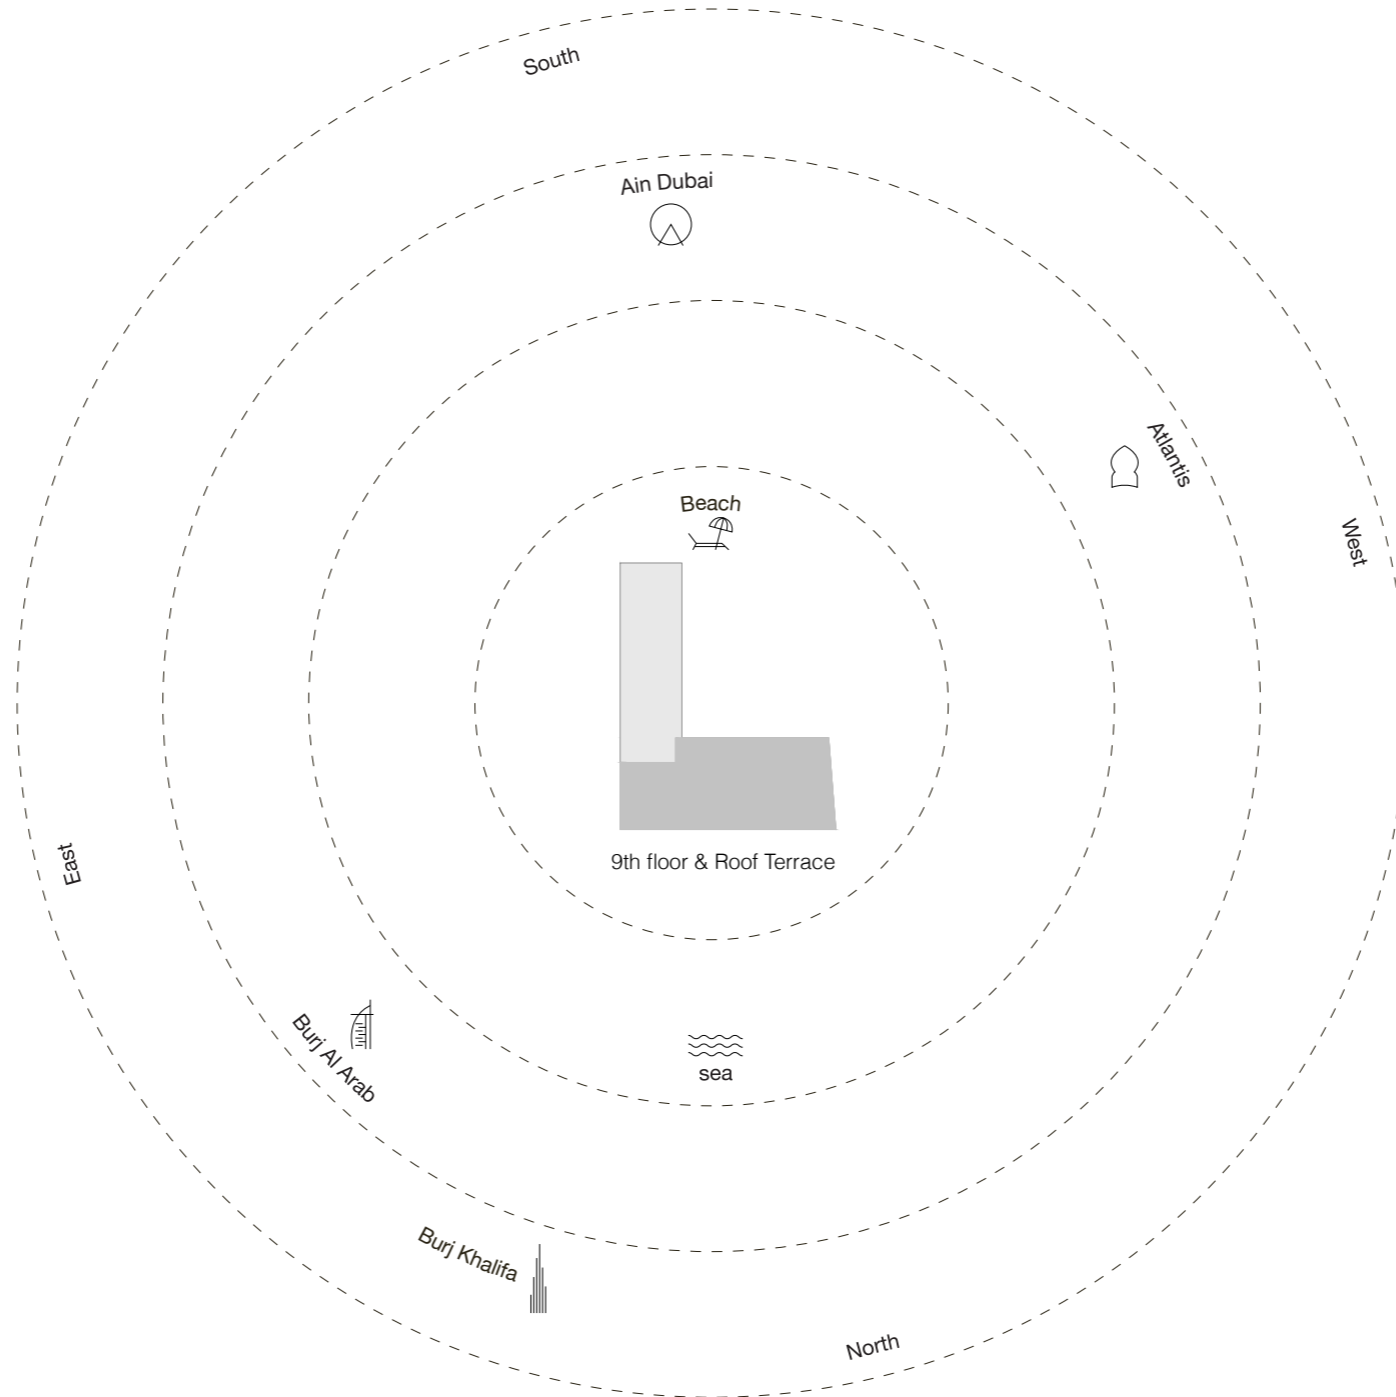 South
Ain Dubai
Atlantis
Beach
West
9th floor & Roof Terrace
East
Burj Al Arab
sea
Burj Khalifa
North